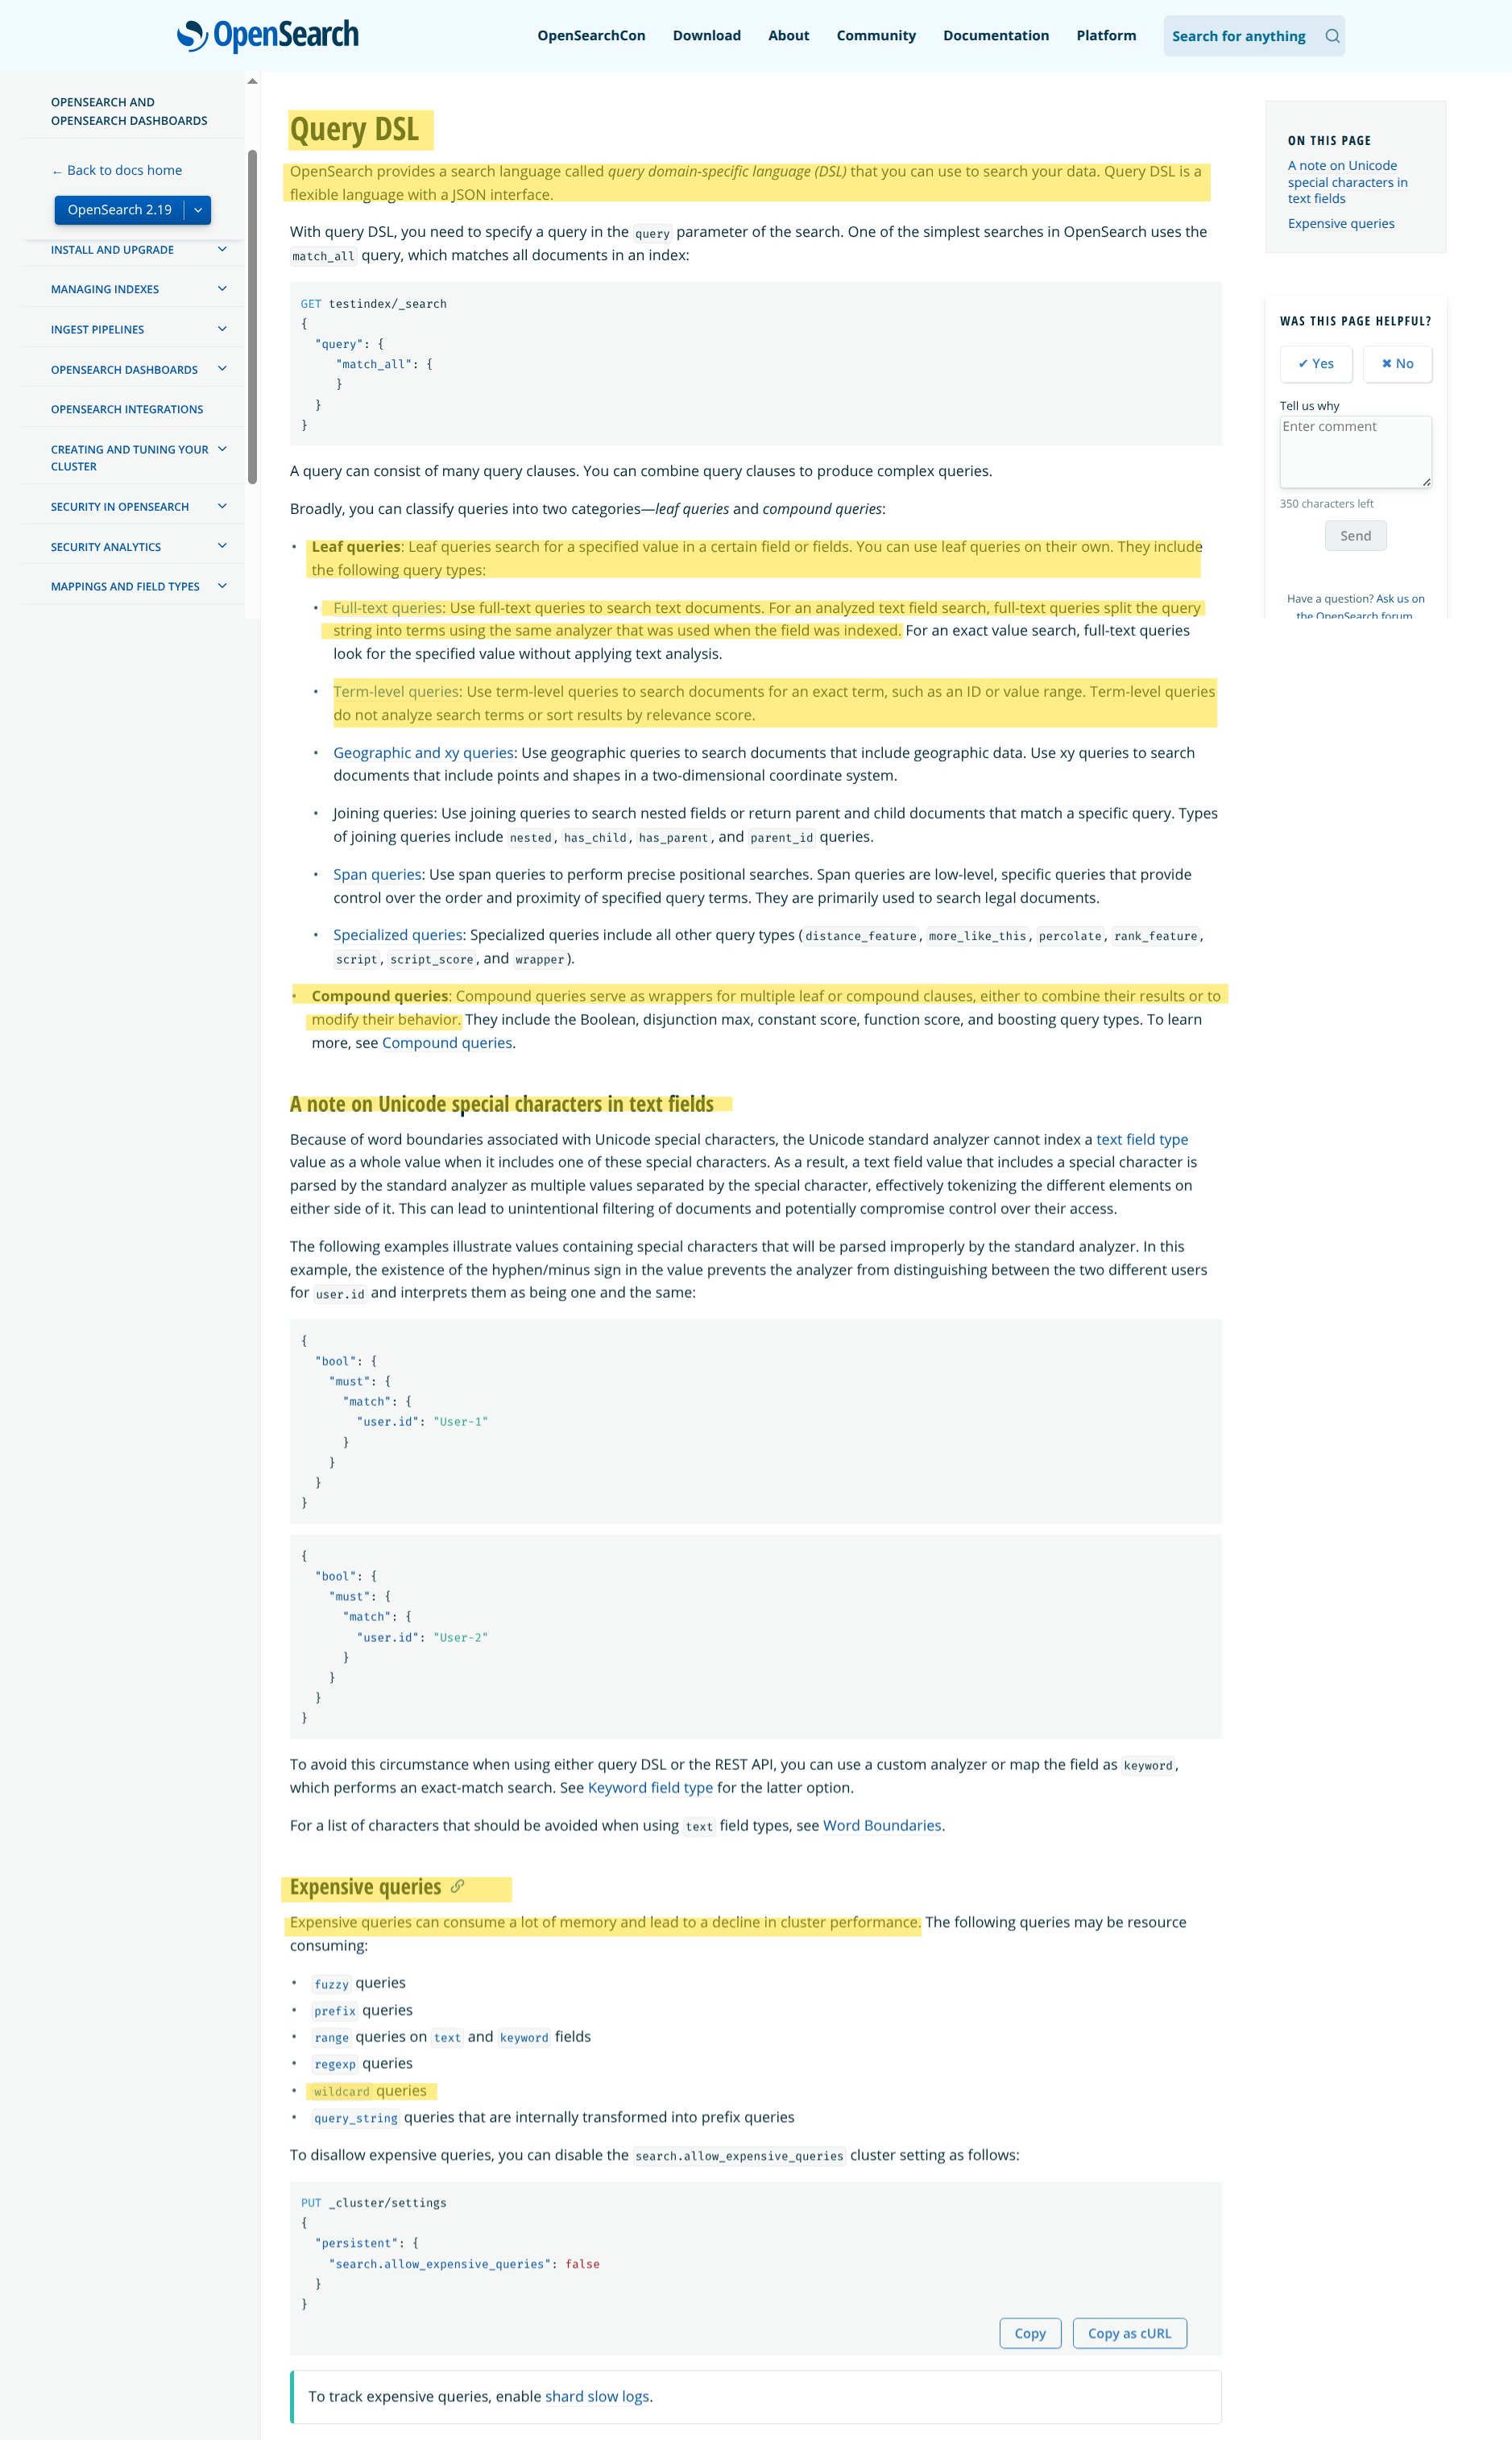 OpenSearch
OpenSearchCon Download About Community Documentation Platform Search for anything
OPENSEARCH AND
OPENSEARCH DASHBOARDS
← Back to docs home
OpenSearch 2.19
INSTALL AND UPGRADE
MANAGING INDEXES
INGEST PIPELINES
OPENSEARCH DASHBOARDS
OPENSEARCH INTEGRATIONS
CREATING AND TUNING YOUR
CLUSTER
SECURITY IN OPENSEARCH
SECURITY ANALYTICS
MAPPINGS AND FIELD TYPES
Query DSL
OpenSearch provides a search language called query domain-specific language (DSL) that you can use to search your data. Query DSL is a
flexible language with a JSON interface.
With query DSL, you need to specify a query in the query parameter of the search. One of the simplest searches in OpenSearch uses the
match_all query, which matches all documents in an index:
GET testindex/_search
{
"query": {
"match_all": {
}
}
}
A query can consist of many query clauses. You can combine query clauses to produce complex queries.
Broadly, you can classify queries into two categories—leaf queries and compound queries:
• Leaf queries: Leaf queries search for a specified value in a certain field or fields. You can use leaf queries on their own. They include
the following query types:
• Full-text queries: Use full-text queries to search text documents. For an analyzed text field search, full-text queries split the query
string into terms using the same analyzer that was used when the field was indexed. For an exact value search, full-text queries
look for the specified value without applying text analysis.
• Term-level queries: Use term-level queries to search documents for an exact term, such as an ID or value range. Term-level queries
do not analyze search terms or sort results by relevance score.
• Geographic and xy queries: Use geographic queries to search documents that include geographic data. Use xy queries to search
documents that include points and shapes in a two-dimensional coordinate system.
• Joining queries: Use joining queries to search nested fields or return parent and child documents that match a specific query. Types
of joining queries include nested, has_child, has_parent, and parent_id queries.
• Span queries: Use span queries to perform precise positional searches. Span queries are low-level, specific queries that provide
control over the order and proximity of specified query terms. They are primarily used to search legal documents.
• Specialized queries: Specialized queries include all other query types (distance_feature, more_like_this, percolate, rank_feature,
script, script_score, and wrapper).
• Compound queries: Compound queries serve as wrappers for multiple leaf or compound clauses, either to combine their results or to
modify their behavior. They include the Boolean, disjunction max, constant score, function score, and boosting query types. To learn
more, see Compound queries.
A note on Unicode special characters in text fields
Because of word boundaries associated with Unicode special characters, the Unicode standard analyzer cannot index a text field type
value as a whole value when it includes one of these special characters. As a result, a text field value that includes a special character is
parsed by the standard analyzer as multiple values separated by the special character, effectively tokenizing the different elements on
either side of it. This can lead to unintentional filtering of documents and potentially compromise control over their access.
The following examples illustrate values containing special characters that will be parsed improperly by the standard analyzer. In this
example, the existence of the hyphen/minus sign in the value prevents the analyzer from distinguishing between the two different users
for user.id and interprets them as being one and the same:
{
"bool": {
"must": {
"match": {
"user.id": "User-1"
}
}
}
}
{
"bool": {
"must": {
"match": {
"user.id": "User-2"
}
}
}
}
To avoid this circumstance when using either query DSL or the REST API, you can use a custom analyzer or map the field as keyword,
which performs an exact-match search. See Keyword field type for the latter option.
For a list of characters that should be avoided when using text field types, see Word Boundaries.
Expensive queries
Expensive queries can consume a lot of memory and lead to a decline in cluster performance. The following queries may be resource
consuming:
• fuzzy queries
• prefix queries
• range queries on text and keyword fields
• regexp queries
• wildcard queries
• query_string queries that are internally transformed into prefix queries
To disallow expensive queries, you can disable the search.allow_expensive_queries cluster setting as follows:
PUT _cluster/settings
{
"persistent": {
"search.allow_expensive_queries": false
}
}
Copy Copy as cURL
To track expensive queries, enable shard slow logs.
ON THIS PAGE
A note on Unicode
special characters in
text fields
Expensive queries
WAS THIS PAGE HELPFUL?
✔ Yes ✖ No
Tell us why
Enter comment
350 characters left
Send
Have a question? Ask us on
the OpenSearch forum